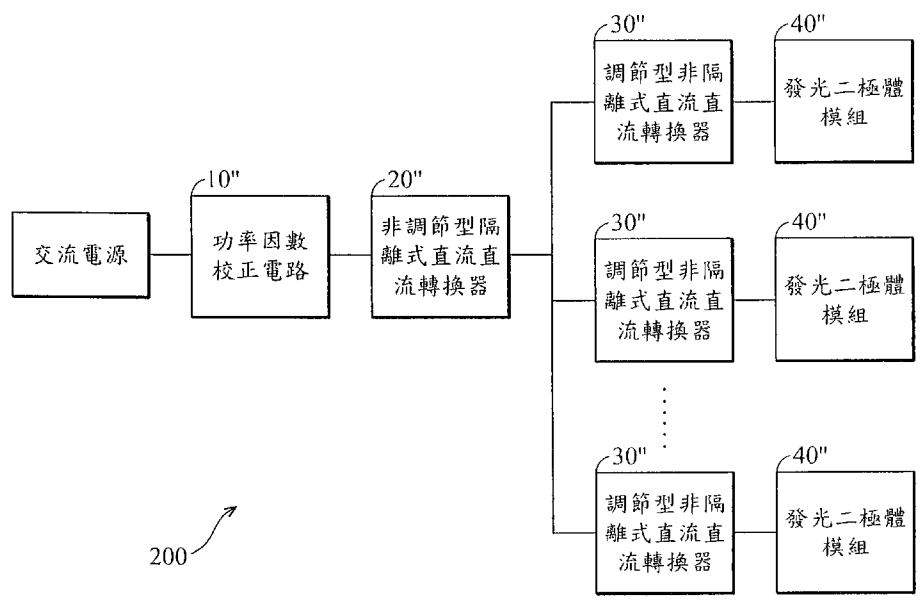 30"
40"
調節型非隔
離式直流直
流轉換器
發光二極體
模組
10"
20"
交流電源
功率因數
校正電路
非調節型隔
離式直流直
流轉換器
30"
40"
調節型非隔
離式直流直
流轉換器
發光二極體
模組
30"
40"
調節型非隔
離式直流直
流轉換器
發光二極體
模組
200